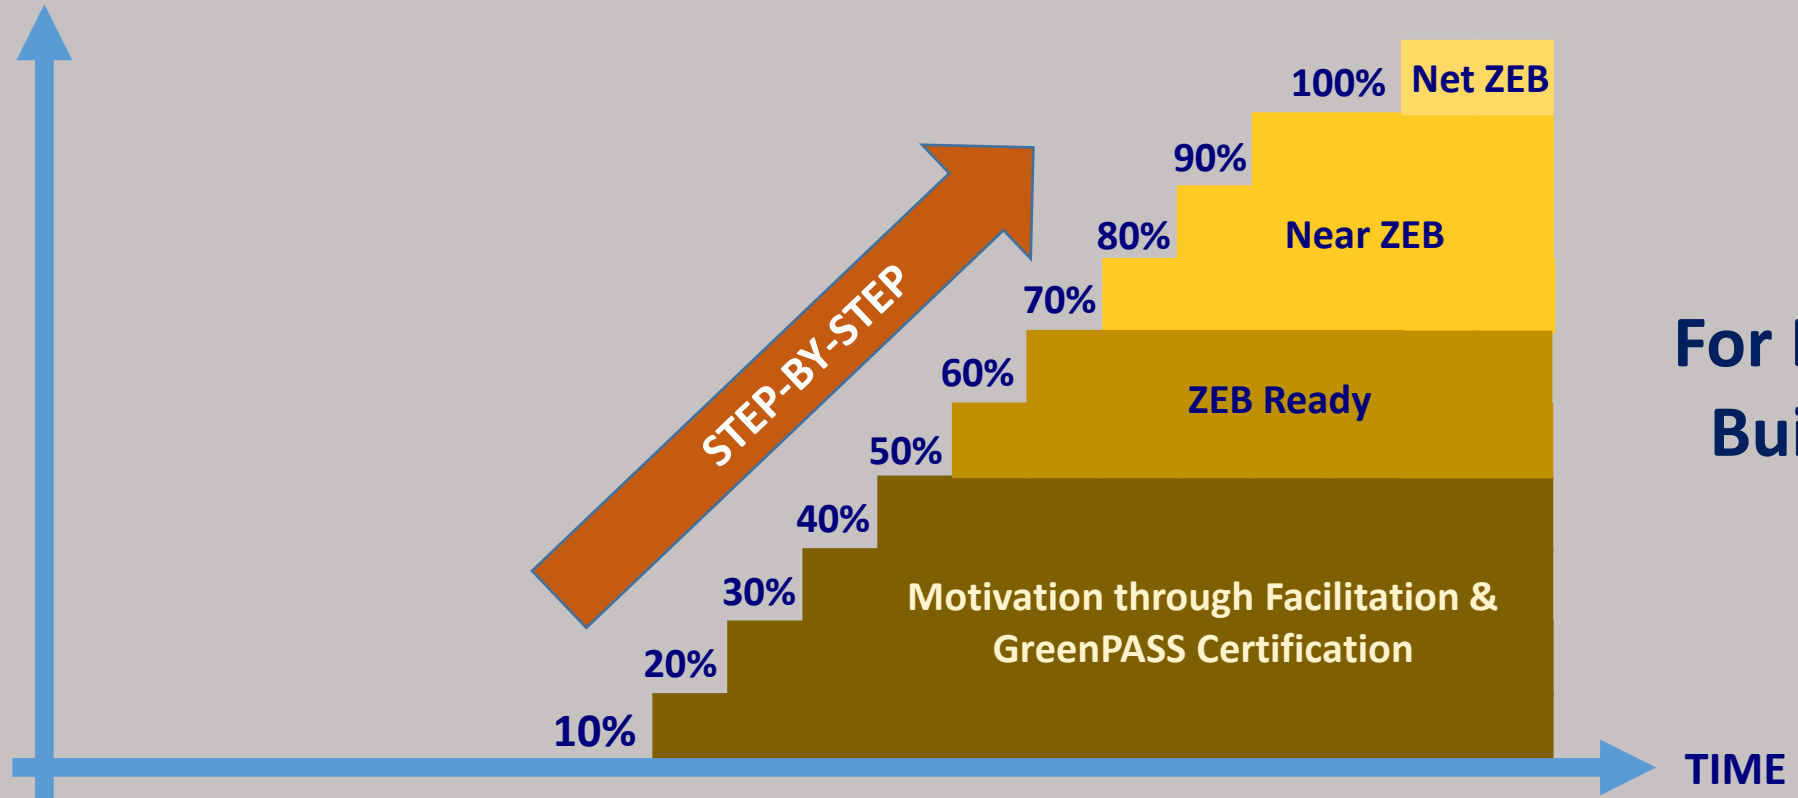 100%
Net ZEB
90%
80%
Near ZEB
70%
60%
ZEB Ready
50%
40%
30%
20%
10%
Motivation through Facilitation &
GreenPASS Certification
STEP-BY-STEP
For
TIME